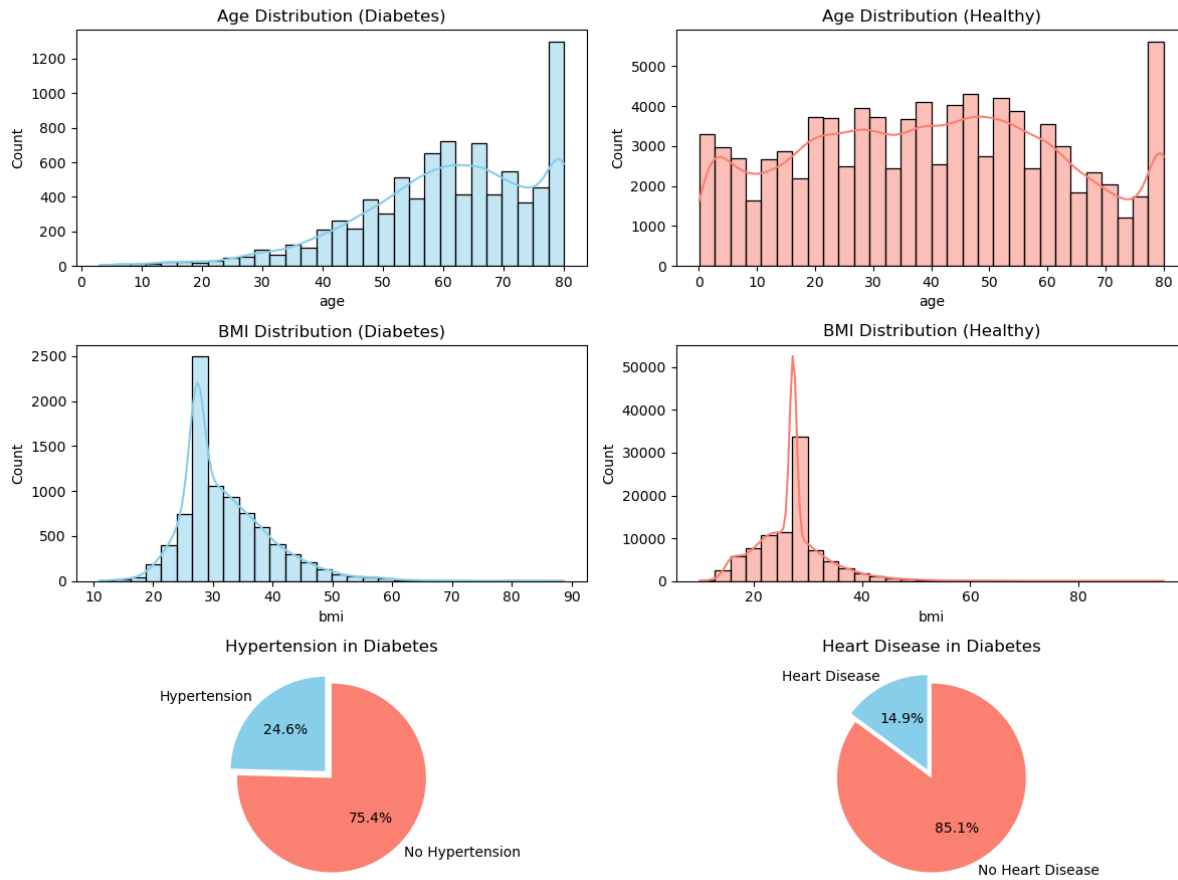 Age Distribution (Diabetes)
Count
1200
1000
800
600
400
200
0
0 10 20 30 40 50 60 70 80
age
Age Distribution (Healthy)
Count
5000
4000
3000
2000
1000
0
0 10 20 30 40 50 60 70 80
age
BMI Distribution (Diabetes)
Count
2500
2000
1500
1000
500
0
10 20 30 40 50 60 70 80 90
bmi
BMI Distribution (Healthy)
Count
50000
40000
30000
20000
10000
0
20 40 60 80
bmi
Hypertension in Diabetes
Hypertension
24.6%
75.4%
No Hypertension
Heart Disease in Diabetes
Heart Disease
14.9%
85.1%
No Heart Disease